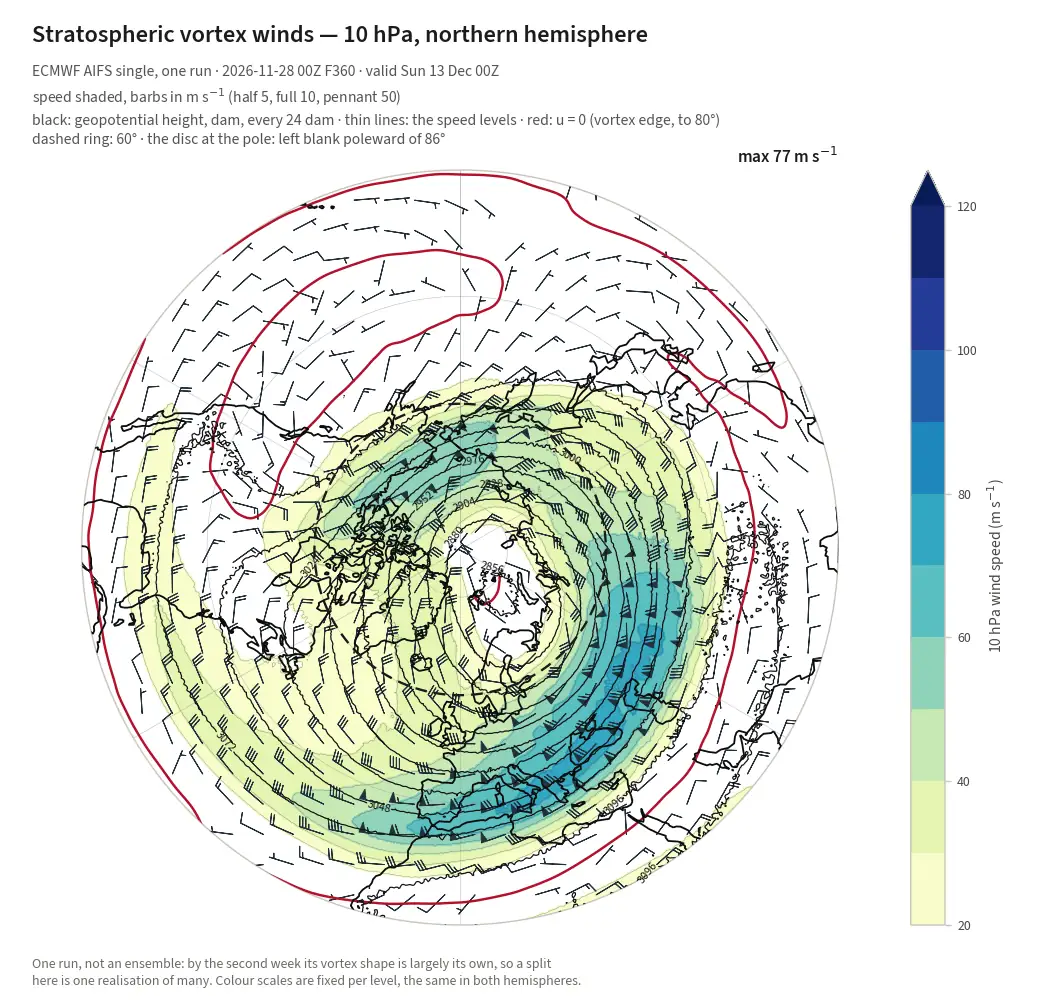 Stratospheric vortex winds — 10 hPa, northern hemisphere
ECMWF AIFS single, one run · 2026-11-28 00Z F360 · valid Sun 13 Dec 00Z
speed shaded, barbs in m s⁻¹ (half 5, full 10, pennant 50)
black: geopotential height, dam, every 24 dam · thin lines: the speed levels · red: u = 0 (vortex edge, to 80°)
dashed ring: 60° · the disc at the pole: left blank poleward of 86°
max 77 m s⁻¹
120
100
80
60
40
20
10 hPa wind speed (m s⁻¹)
3000
2976
2928
2952
2904
2880
2856
3024
3072
3048
3096
3096
One run, not an ensemble: by the second week its vortex shape is largely its own, so a split
here is one realisation of many. Colour scales are fixed per level, the same in both hemispheres.